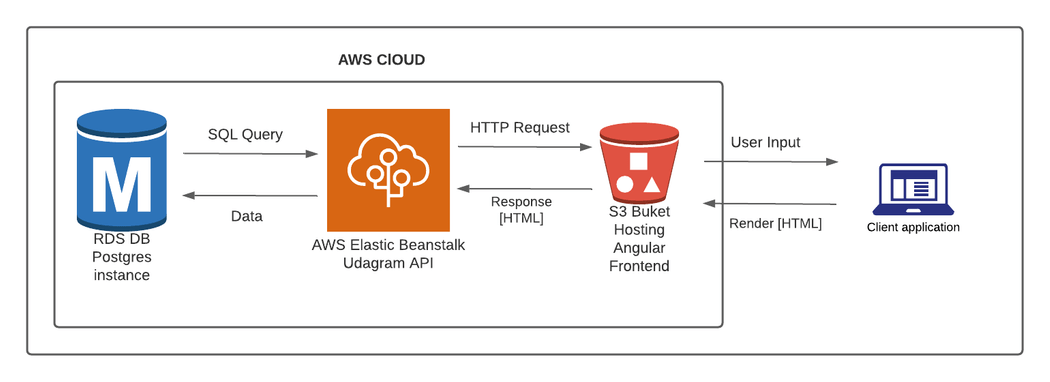 AWS ClOUD
SQL Query
Data
M
RDS DB
Postgres
instance
AWS Elastic Beanstalk
Udagram API
HTTP Request
Response
[HTML]
S3 Buket
Hosting
Angular
Frontend
User Input
Render [HTML]
Client application